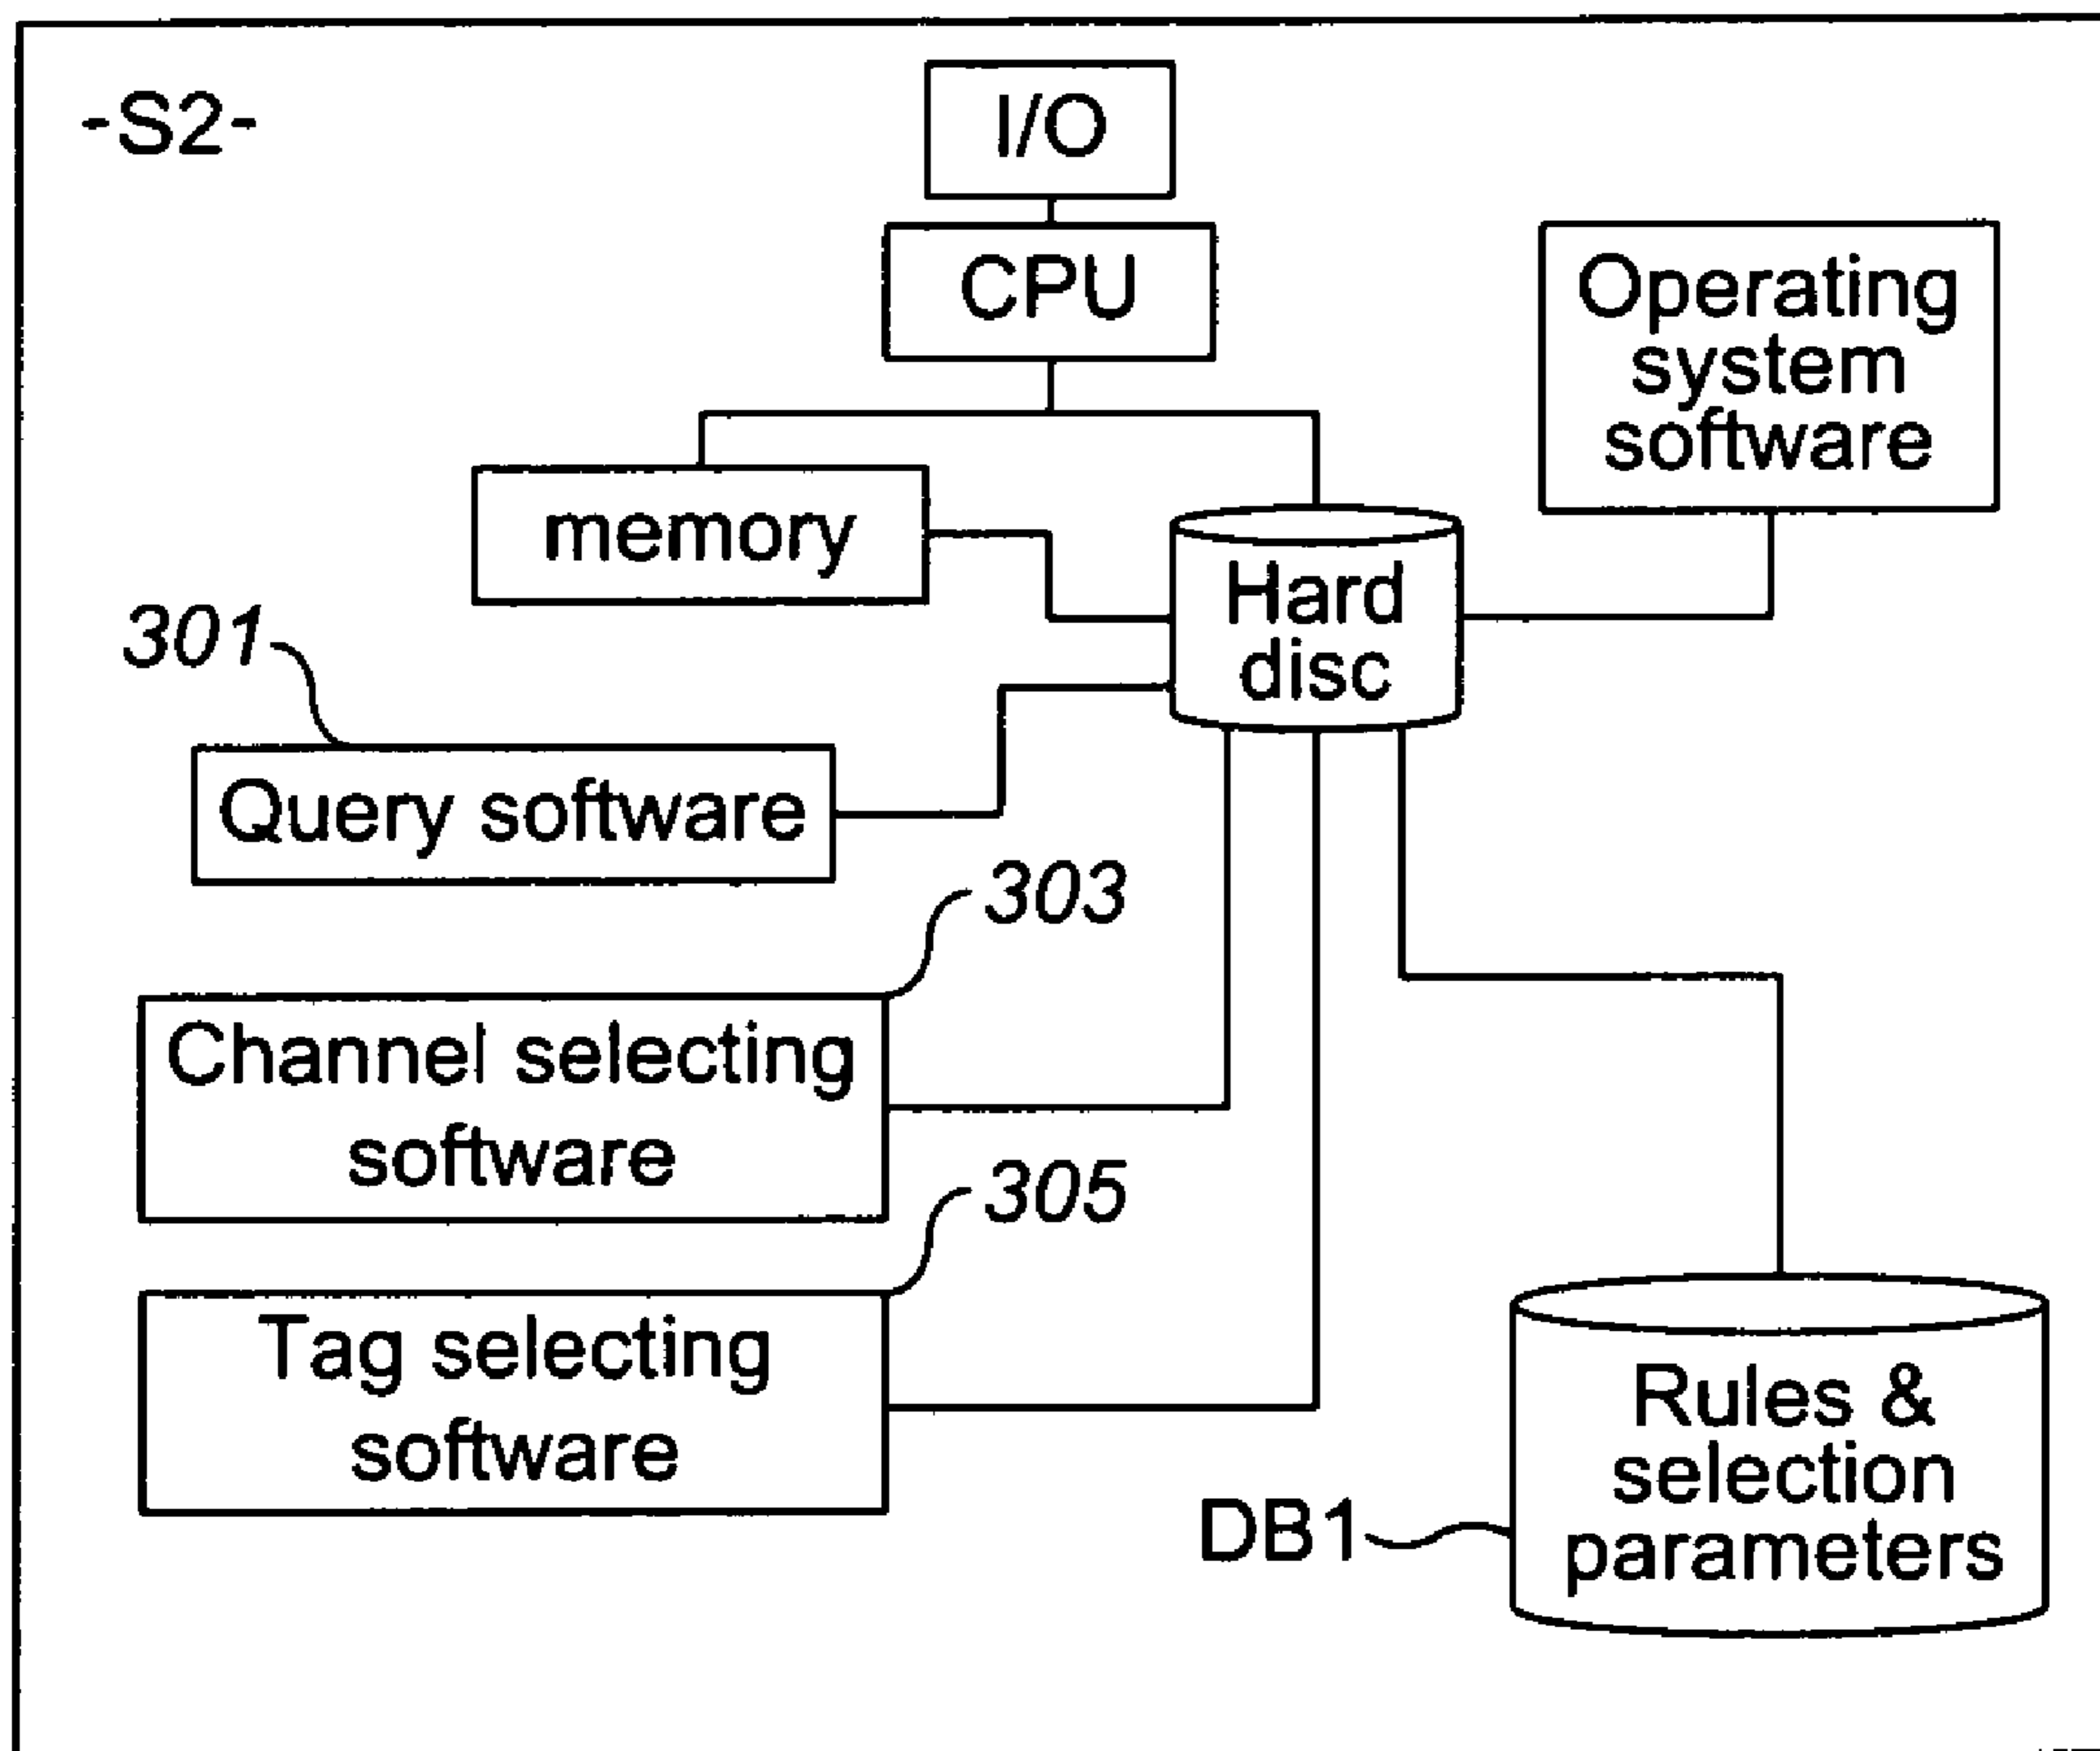 -S2-
I/O
CPU
Operating
system
software
memory
Hard
disc
301
Query software
303
Channel selecting
software
305
Tag selecting
software
Rules &
selection
parameters
DB1